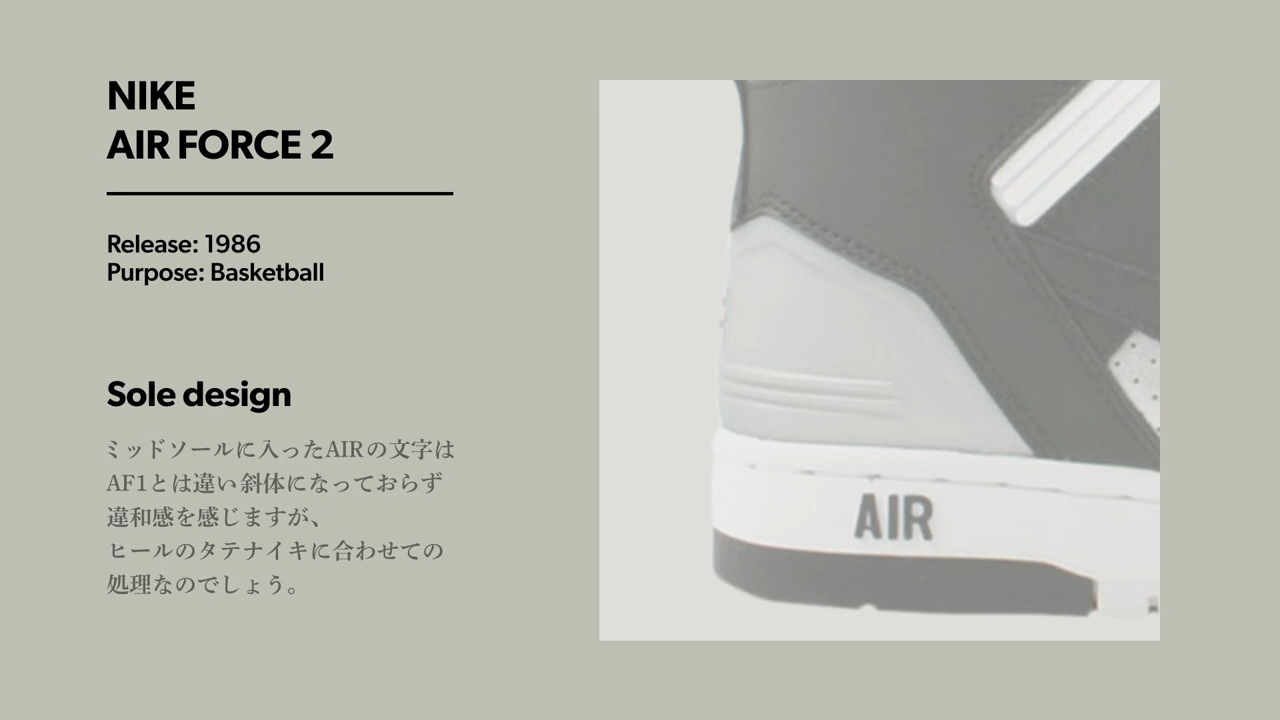 NIKE
AIR FORCE 2
Release: 1986
Purpose: Basketball
Sole design
ミッドソールに入ったAIRの文字は
AF1とは違い斜体になっておらず
違和感を感じますが、
ヒールのタテナイキに合わせての
処理なのでしょう。
AIR